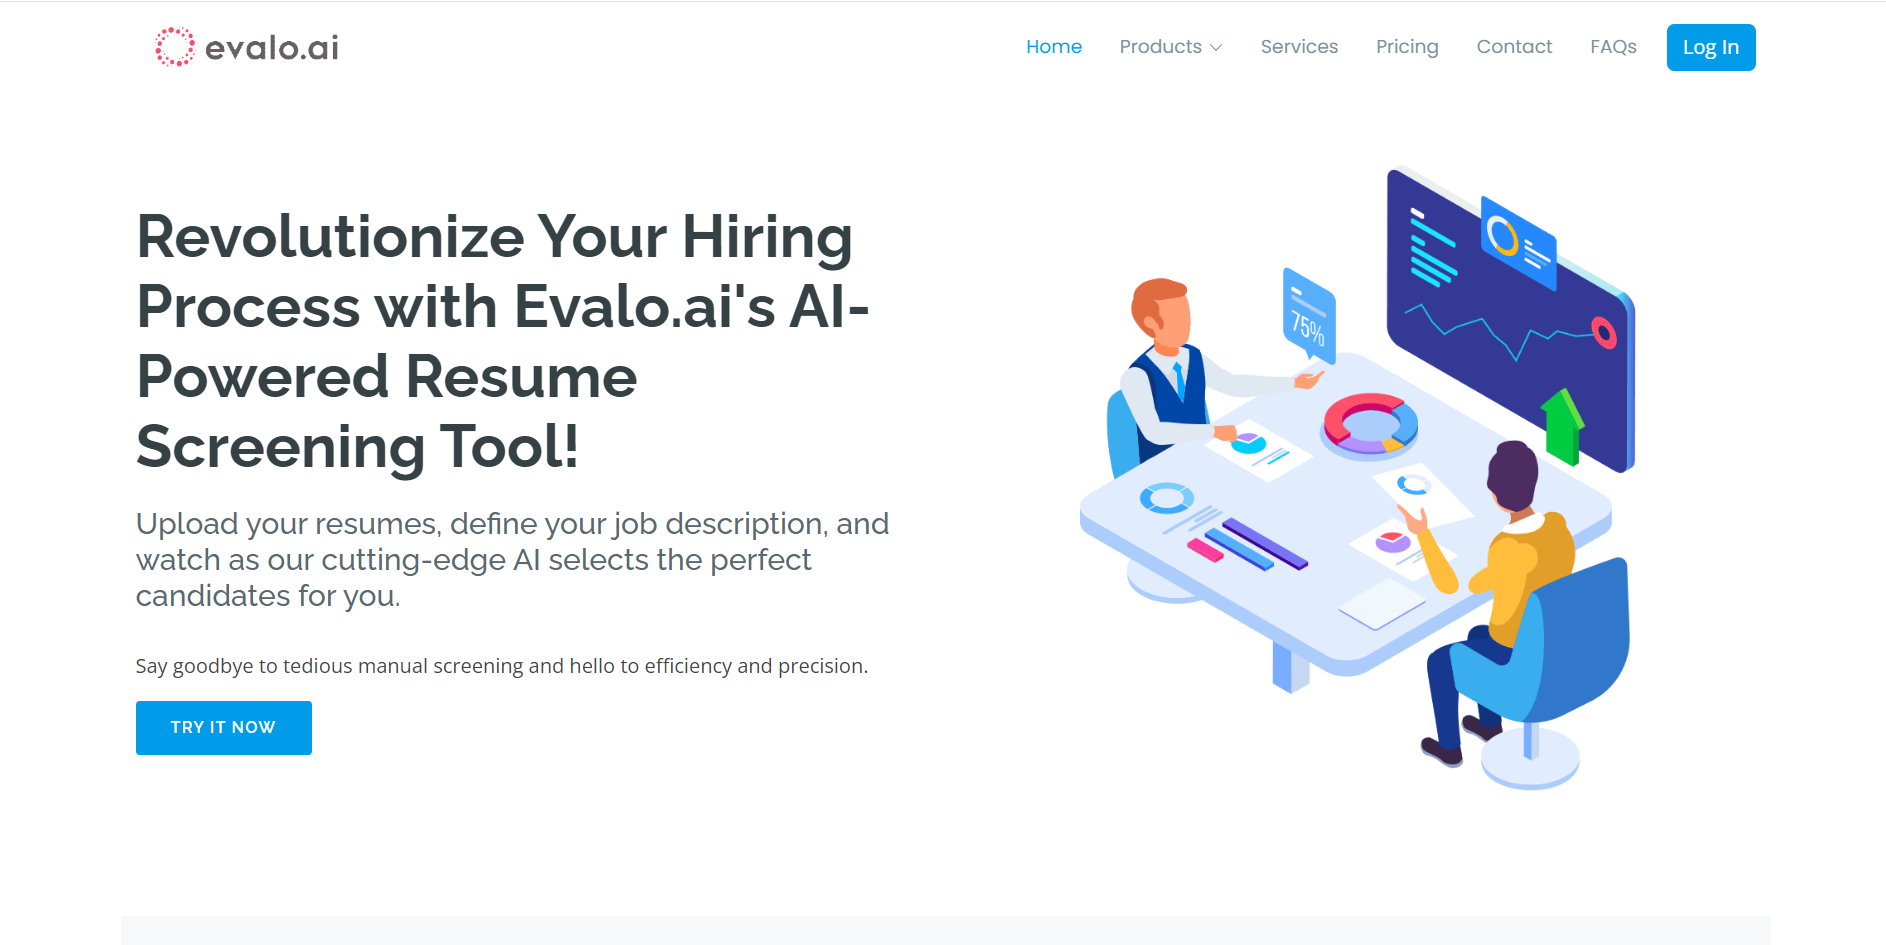 evalo.ai
Home Products Services Pricing Contact FAQs Log In
Revolutionize Your Hiring
Process with Evalo.ai's AI-
Powered Resume
Screening Tool!
Upload your resumes, define your job description, and
watch as our cutting-edge AI selects the perfect
candidates for you.
Say goodbye to tedious manual screening and hello to efficiency and precision.
TRY IT NOW
75%